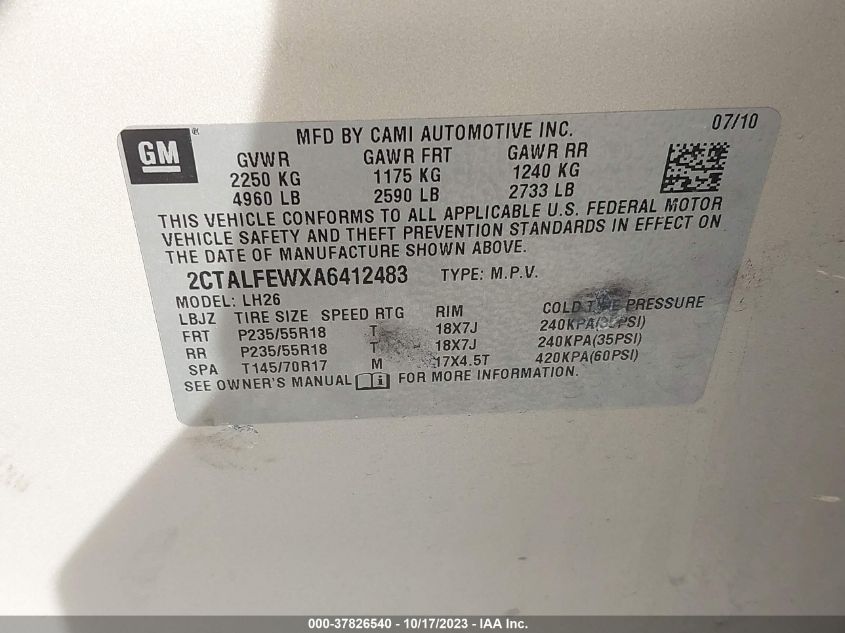 GM ®
MFD BY CAMI AUTOMOTIVE INC. 07/10
GVWR GAWR FRT GAWR RR
2250 KG 1175 KG 1240 KG
4960 LB 2590 LB 2733 LB
THIS VEHICLE CONFORMS TO ALL APPLICABLE U.S. FEDERAL MOTOR
VEHICLE SAFETY AND THEFT PREVENTION STANDARDS IN EFFECT ON
THE DATE OF MANUFACTURE SHOWN ABOVE.
2CTALFEWXA6412483 TYPE: M.P.V.
MODEL: LH26
LBJZ TIRE SIZE SPEED RTG RIM COLD TIRE PRESSURE
FRT P235/55R18 T 18X7J 240KPA(35PSI)
RR P235/55R18 T 18X7J 240KPA(35PSI)
SPA T145/70R17 M 17X4.5T 420KPA(60PSI)
SEE OWNER'S MANUAL FOR MORE INFORMATION.
000-37826540 - 10/17/2023 - IAA Inc.